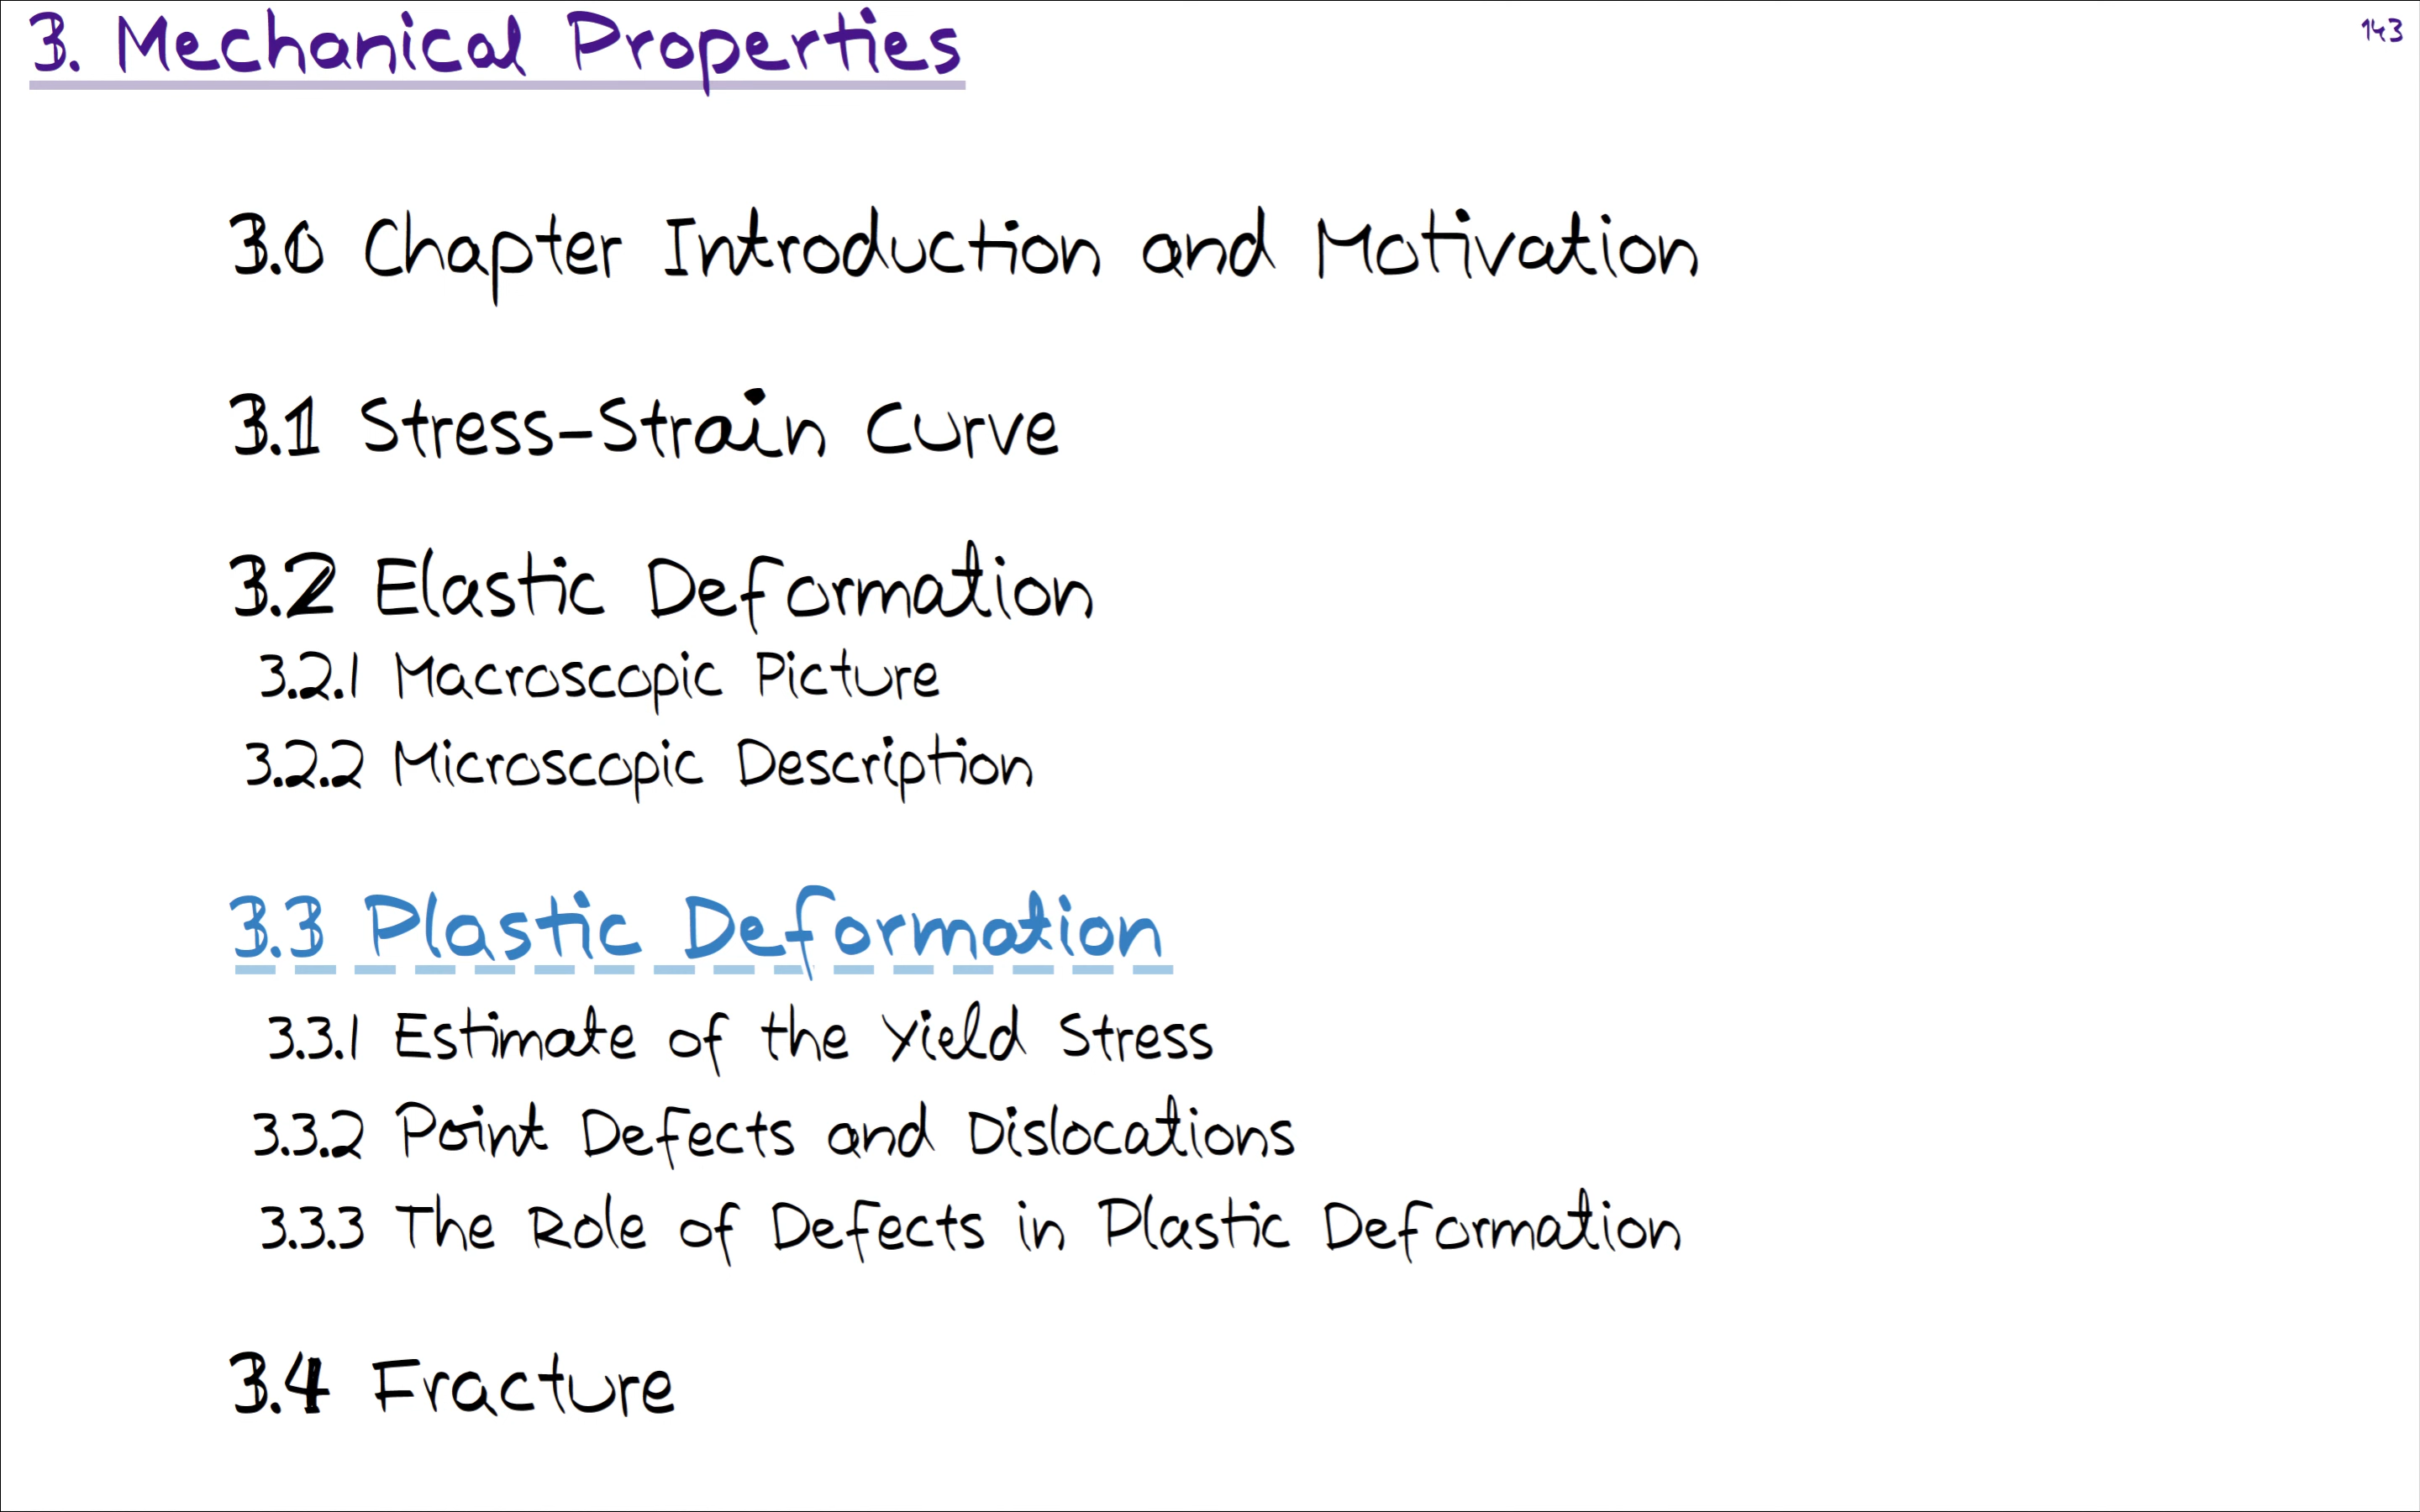 3. Mechanical Properties
143
3.0 Chapter Introduction and Motivation
3.1 Stress-Strain Curve
3.2 Elastic Deformation
3.2.1 Macroscopic Picture
3.2.2 Microscopic Description
3.3 Plastic Deformation
3.3.1 Estimate of the Yield Stress
3.3.2 Point Defects and Dislocations
3.3.3 The Role of Defects in Plastic Deformation
3.4 Fracture